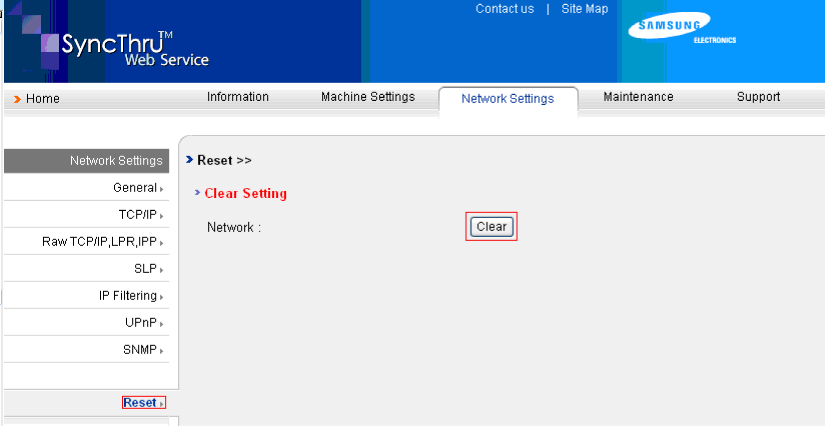 Contact us | Site Map
SAMSUNG
ELECTRONICS
SyncThru™
Web Service
Home
Information
Machine Settings
Network Settings
Maintenance
Support
Network Settings
General
TCP/IP
Raw TCP/IP,LPR,IPP
SLP
IP Filtering
UPnP
SNMP
Reset
Reset >>
Clear Setting
Network :
Clear